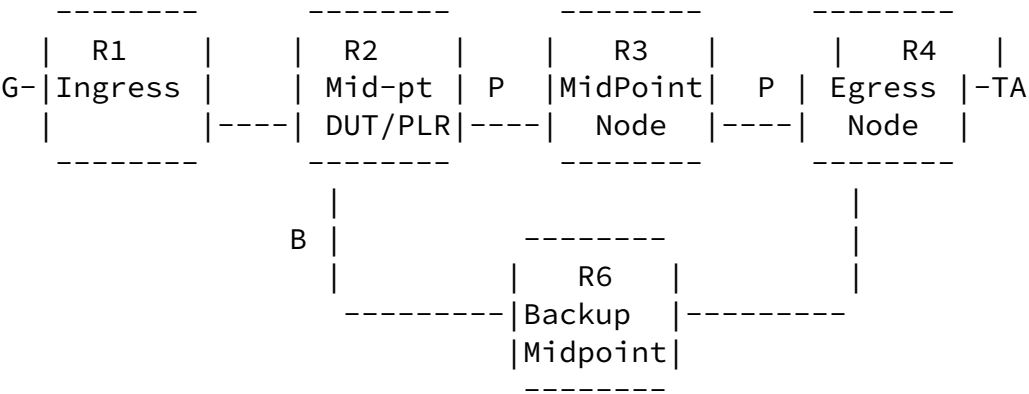 R1 R2 R3 R4
G- Ingress Mid-pt P MidPoint P Egress -TA
DUT/PLR Node Node
B
R6
Backup
Midpoint